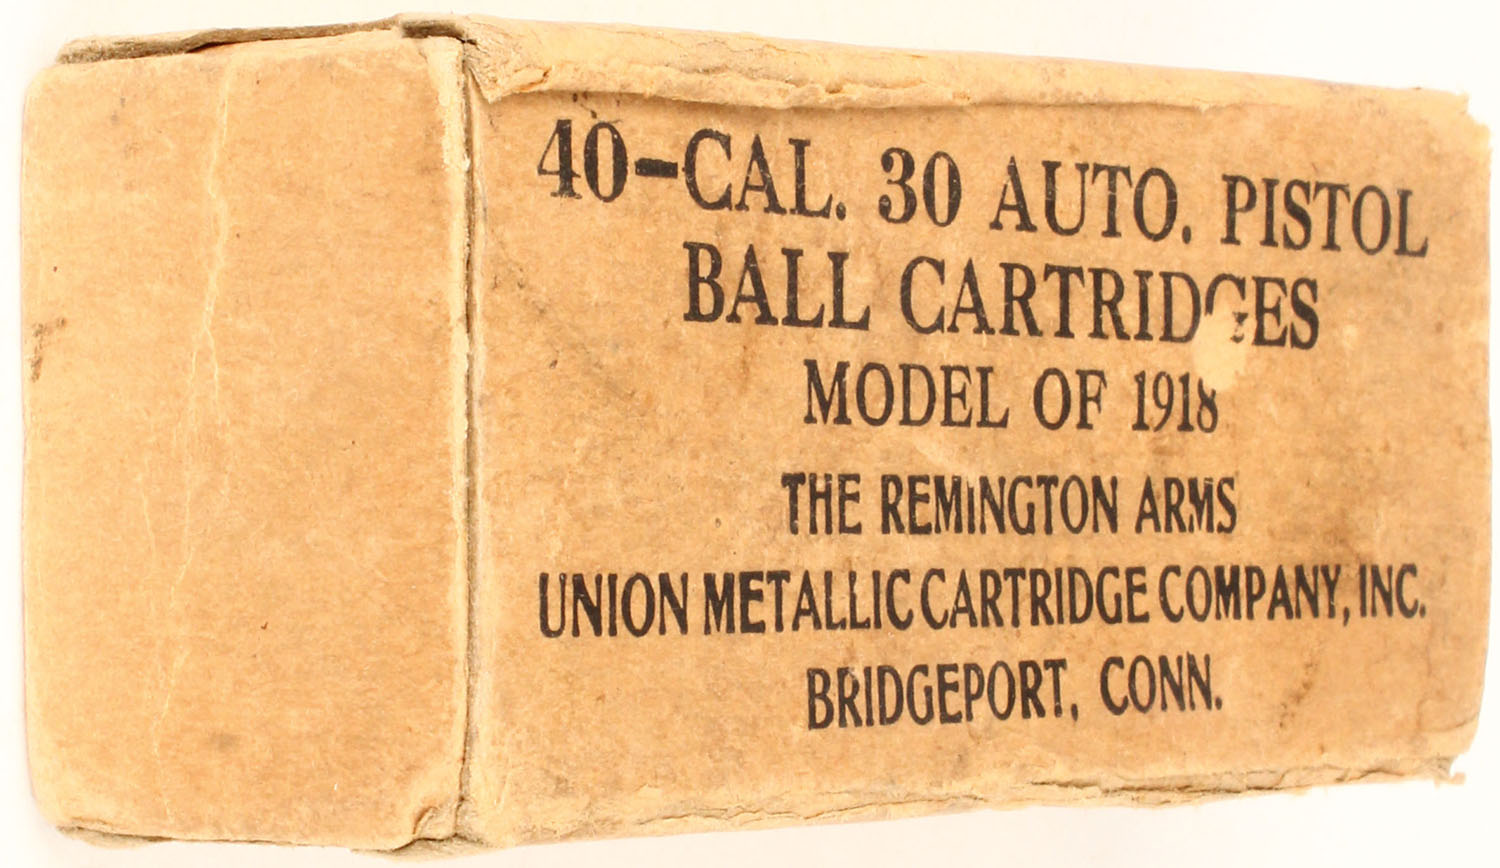 40-CAL. 30 AUTO. PISTOL
BALL CARTRIDGES
MODEL OF 1918
THE REMINGTON ARMS
UNION METALLIC CARTRIDGE COMPANY, INC.
BRIDGEPORT, CONN.